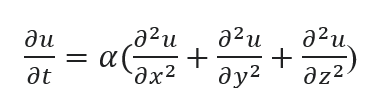 ∂u/∂t = α(∂²u/∂x² + ∂²u/∂y² + ∂²u/∂z²)